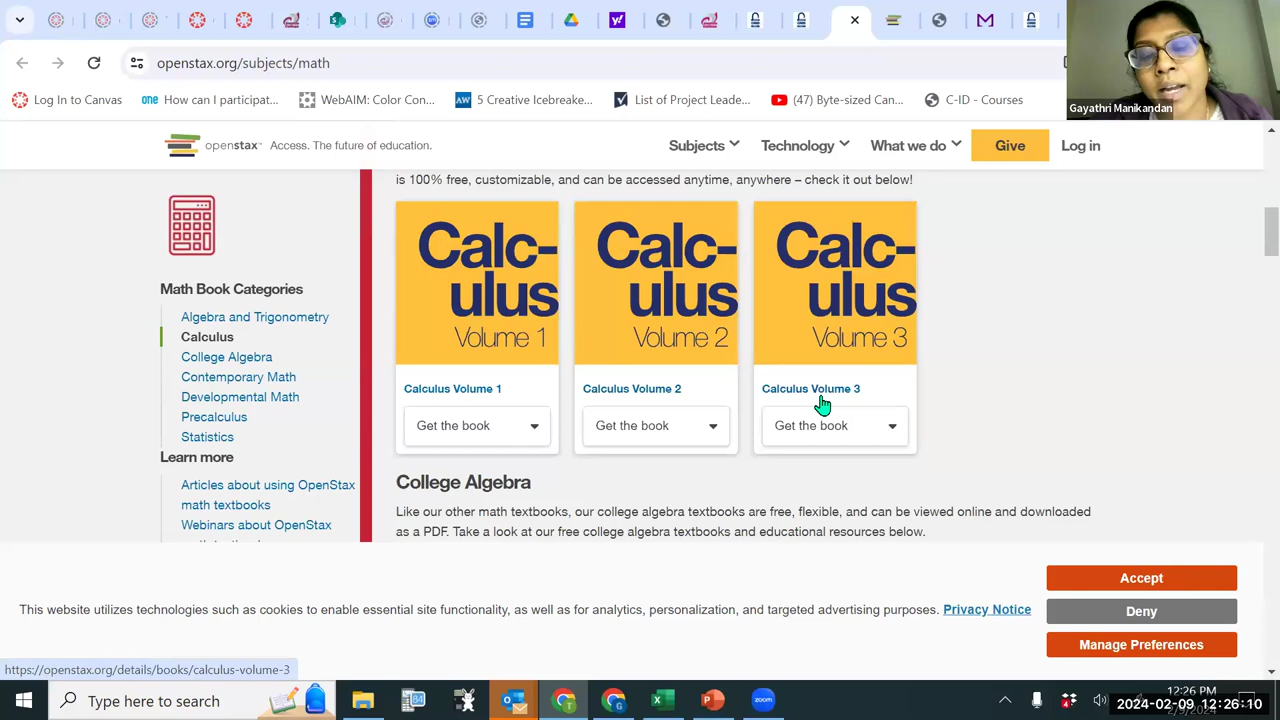 openstax.org/subjects/math
Gayathri Manikandan
Log In to Canvas
one How can I participat...
WebAIM: Color Con...
AW 5 Creative Icebreake...
List of Project Leade...
(47) Byte-sized Can...
C-ID - Courses
openstax Access. The future of education.
Subjects
Technology
What we do
Give
Log in
is 100% free, customizable, and can be accessed anytime, anywhere – check it out below!
Math Book Categories
Algebra and Trigonometry
Calculus
College Algebra
Contemporary Math
Developmental Math
Precalculus
Statistics
Learn more
Articles about using OpenStax
math textbooks
Webinars about OpenStax
Calc-
ulus
Volume 1
Calculus Volume 1
Get the book
Calc-
ulus
Volume 2
Calculus Volume 2
Get the book
Calc-
ulus
Volume 3
Calculus Volume 3
Get the book
College Algebra
Like our other math textbooks, our college algebra textbooks are free, flexible, and can be viewed online and downloaded
as a PDF. Take a look at our free college algebra textbooks and educational resources below.
This website utilizes technologies such as cookies to enable essential site functionality, as well as for analytics, personalization, and targeted advertising purposes. Privacy Notice
Accept
Deny
Manage Preferences
https://openstax.org/details/books/calculus-volume-3
Type here to search
zoom
12:26 PM
2024-02-09 12:26:10